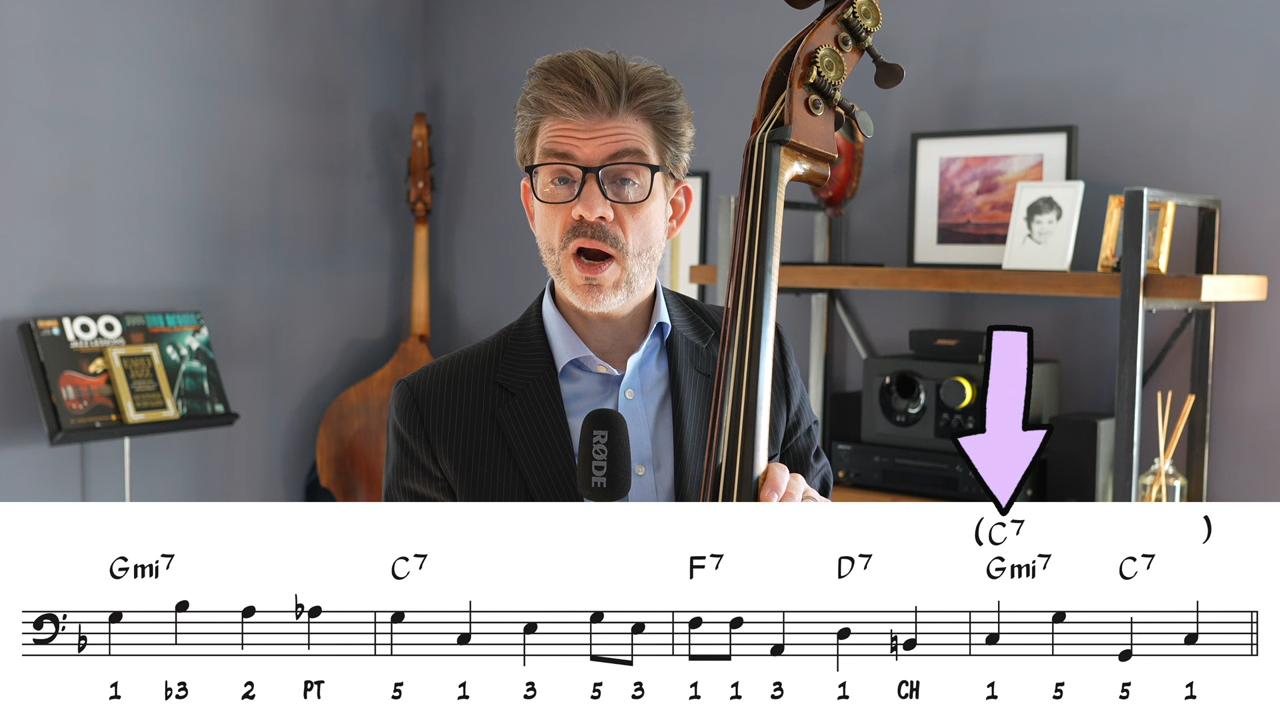 100
JAZZ LESSONS
RØDE
(C7 )
Gmi7 C7 F7 D7 Gmi7 C7
1 b3 2 PT 5 1 3 5 3 1 1 3 1 CH 1 5 5 1